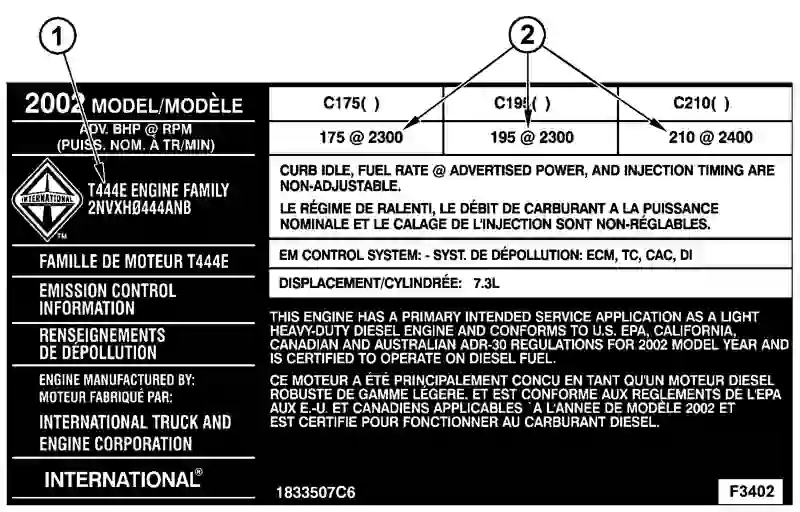 1
2
2002 MODEL/MODÈLE
ADV. BHP @ RPM
(PUISS. NOM. À TR/MIN)
INTERNATIONAL
TM
T444E ENGINE FAMILY
2NVXHØ444ANB
FAMILLE DE MOTEUR T444E
EMISSION CONTROL
INFORMATION
RENSEIGNEMENTS
DE DÉPOLLUTION
ENGINE MANUFACTURED BY:
MOTEUR FABRIQUÉ PAR:
INTERNATIONAL TRUCK AND
ENGINE CORPORATION
INTERNATIONAL®
C175( ) C195( ) C210( )
175 @ 2300 195 @ 2300 210 @ 2400
CURB IDLE, FUEL RATE @ ADVERTISED POWER, AND INJECTION TIMING ARE
NON-ADJUSTABLE.
LE RÉGIME DE RALENTI, LE DÉBIT DE CARBURANT A LA PUISSANCE
NOMINALE ET LE CALAGE DE L'INJECTION SONT NON-RÉGLABLES.
EM CONTROL SYSTEM: - SYST. DE DÉPOLLUTION: ECM, TC, CAC, DI
DISPLACEMENT/CYLINDRÉE: 7.3L
THIS ENGINE HAS A PRIMARY INTENDED SERVICE APPLICATION AS A LIGHT
HEAVY-DUTY DIESEL ENGINE AND CONFORMS TO U.S. EPA, CALIFORNIA,
CANADIAN AND AUSTRALIAN ADR-30 REGULATIONS FOR 2002 MODEL YEAR AND
IS CERTIFIED TO OPERATE ON DIESEL FUEL.
CE MOTEUR A ÉTÉ PRINCIPALEMENT CONCU EN TANT QU'UN MOTEUR DIESEL
ROBUSTE DE GAMME LÉGERE. ET EST CONFORME AUX REGLEMENTS DE L'EPA
AUX E.-U. ET CANADIENS APPLICABLES `A L'ANNEE DE MODÈLE 2002 ET
EST CERTIFIE POUR FONCTIONNER AU CARBURANT DIESEL.
1833507C6
F3402